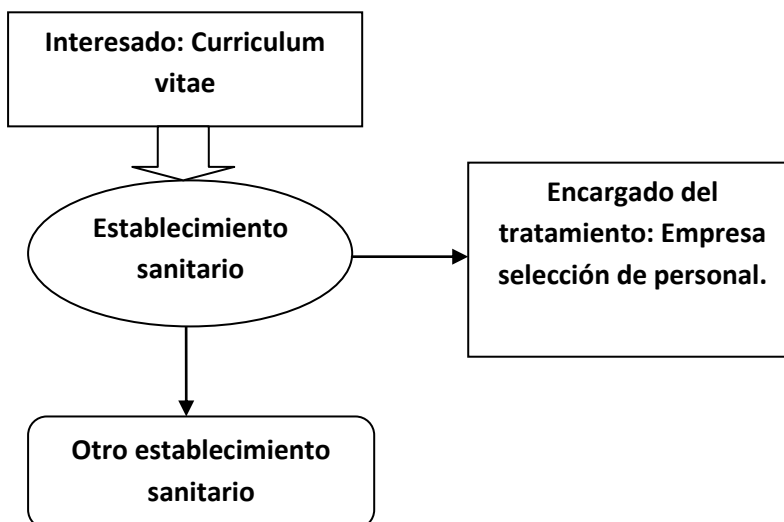 Interesado: Curriculum
vitae
Establecimiento
sanitario
Encargado del
tratamiento: Empresa
selección de personal.
Otro establecimiento
sanitario